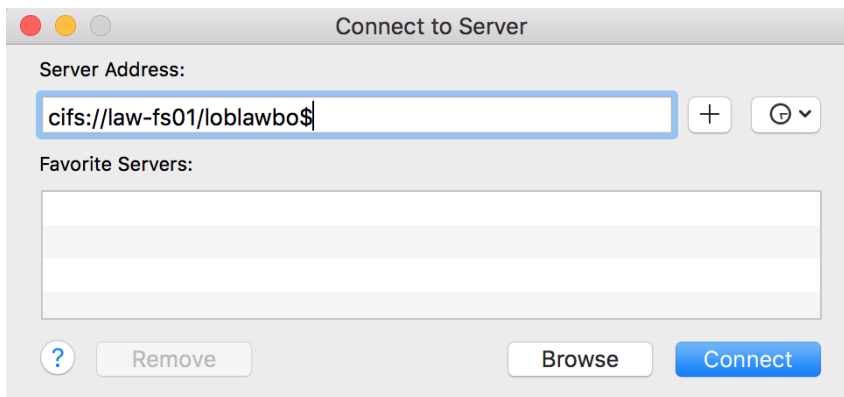 Connect to Server
Server Address:
cifs://law-fs01/loblawbo$
Favorite Servers:
?
Remove
Browse
Connect